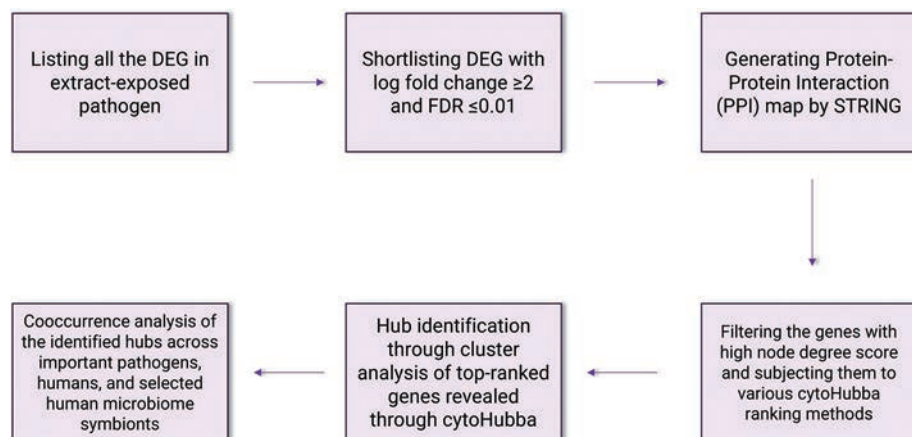 Listing all the DEG in
extract-exposed
pathogen
Shortlisting DEG with
log fold change ≥2
and FDR ≤0.01
Generating Protein-
Protein Interaction
(PPI) map by STRING
Filtering the genes with
high node degree score
and subjecting them to
various cytoHubba
ranking methods
Hub identification
through cluster
analysis of top-ranked
genes revealed
through cytoHubba
Cooccurrence analysis of
the identified hubs across
important pathogens,
humans, and selected
human microbiome
symbionts